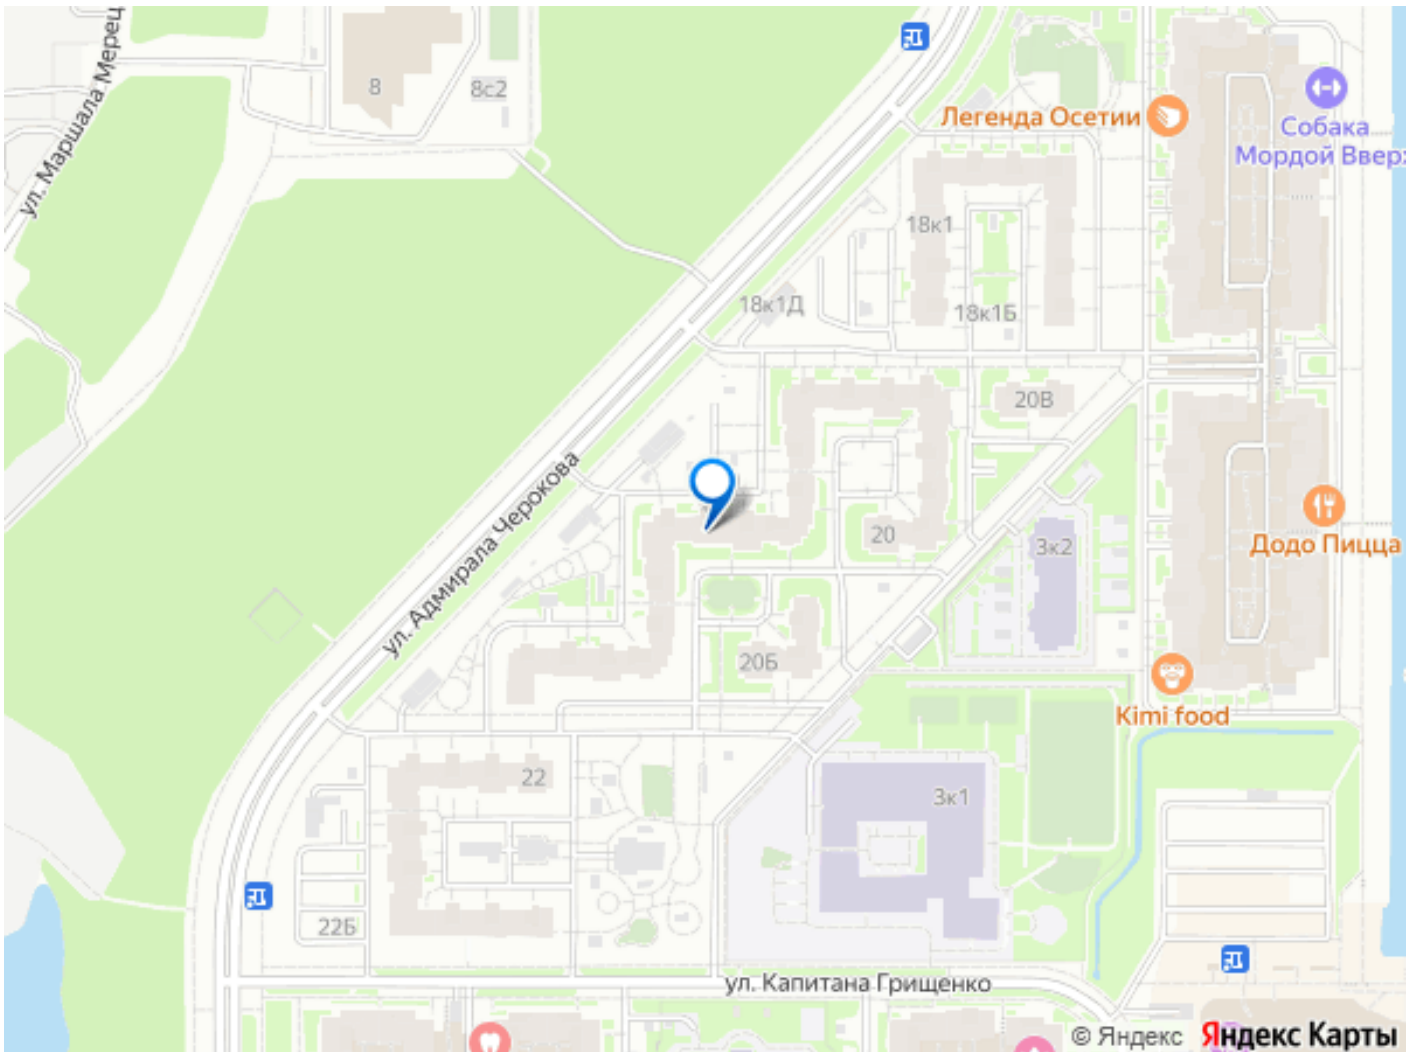 ул. Маршала Мерец
8
8с2
Легенда Осетии
Собака
Мордой Вверх
18к1
18к1Д
18к1Б
20В
ул. Адмирала Черокова
20
3к2
Додо Пицца
20Б
Kimi food
22
3к1
22Б
ул. Капитана Грищенко
© Яндекс Яндекс Карты